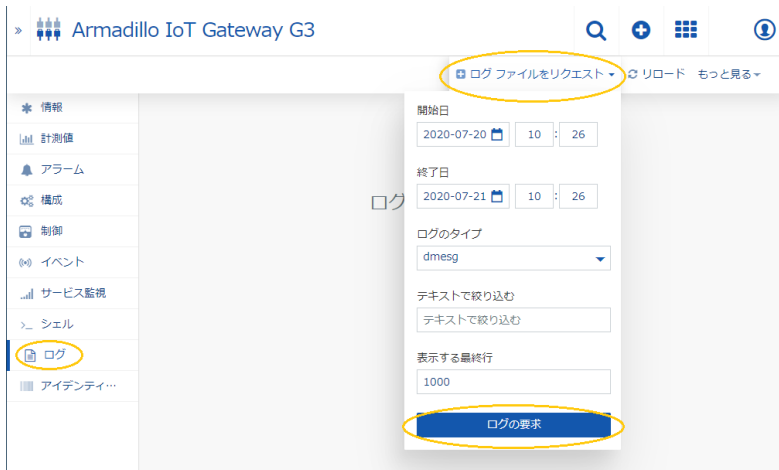 » Armadillo IoT Gateway G3
ログ ファイルをリクエスト リロード もっと見る
情報
計測値
アラーム
構成
制御
イベント
サービス監視
シェル
ログ
アイデンティ…
ログ
開始日
2020-07-20 10 : 26
終了日
2020-07-21 10 : 26
ログのタイプ
dmesg
テキストで絞り込む
テキストで絞り込む
表示する最終行
1000
ログの要求